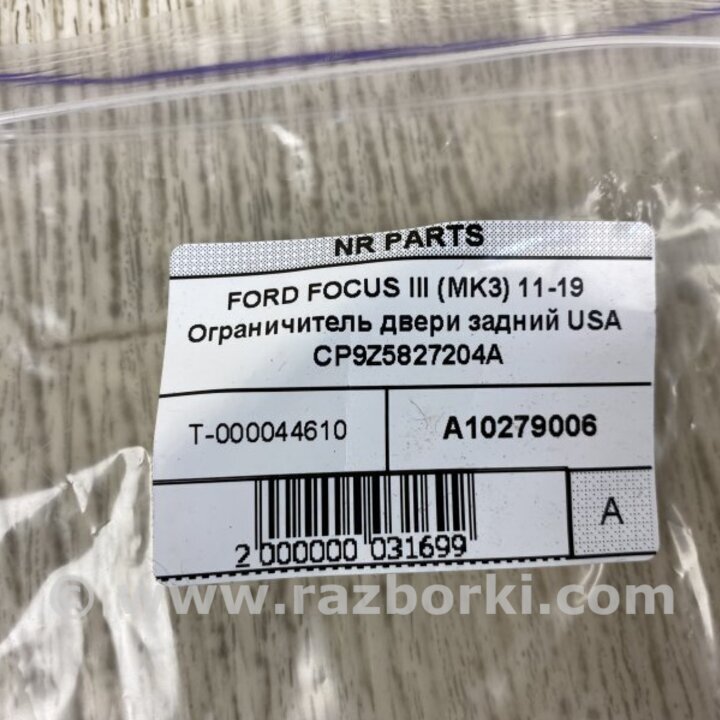 NR PARTS
FORD FOCUS III (MK3) 11-19
Ограничитель двери задний USA
CP9Z5827204A
T-000044610
A10279006
2 000000 031699
A
© www.razborki.com